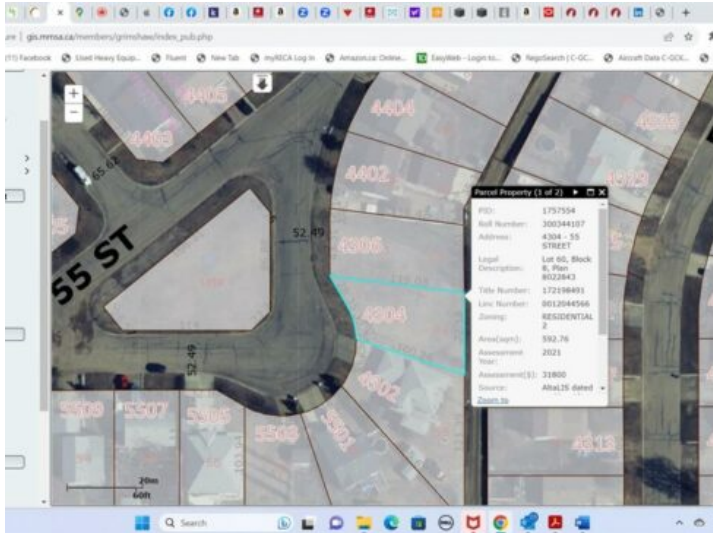 gis.mmsa.ca/members/grimshaw/index_pub.php
Facebook
Used Heavy Equip...
Fluent
New Tab
myRECA Log In
Amazon.ca: Online...
EasyWeb - Login to...
RegoSearch | C-GC...
Aircraft Data C-GCK...
+
−
4405
4403
65.62
4404
4402
52.49
4306
55 ST
4304
4302
52.49
5509
5507
5505
4313
20m
60ft
Parcel Property (1 of 2)
PID: 1757554
Roll Number: 300344107
Address: 4304 - 55
STREET
Legal Lot 60, Block
Description: 8, Plan
8022843
Title Number: 172198491
Linc Number: 0012044566
Zoning: RESIDENTIAL
2
Area(sqm): 592.76
Assessment 2021
Year:
Assessment($): 31800
Source: AltaLIS dated
Zoom to
Search